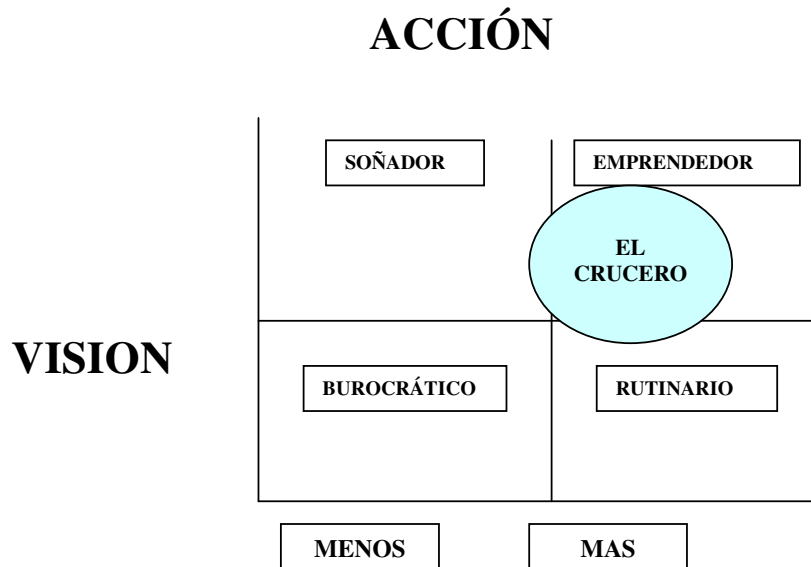 ACCIÓN
SOÑADOR
EMPRENDEDOR
EL
CRUCERO
VISION
BUROCRÁTICO
RUTINARIO
MENOS
MAS